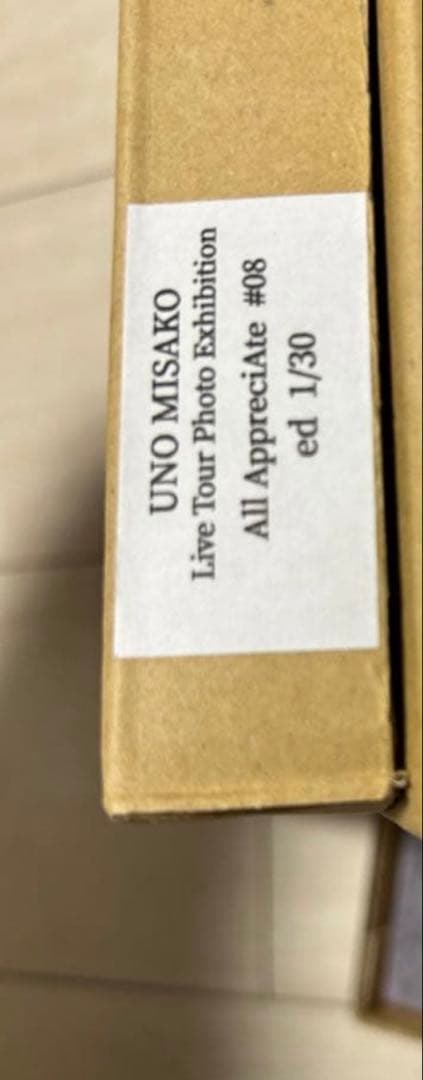 UNO MISAKO
Live Tour Photo Exhibition
All AppreciAte #08
ed 1/30